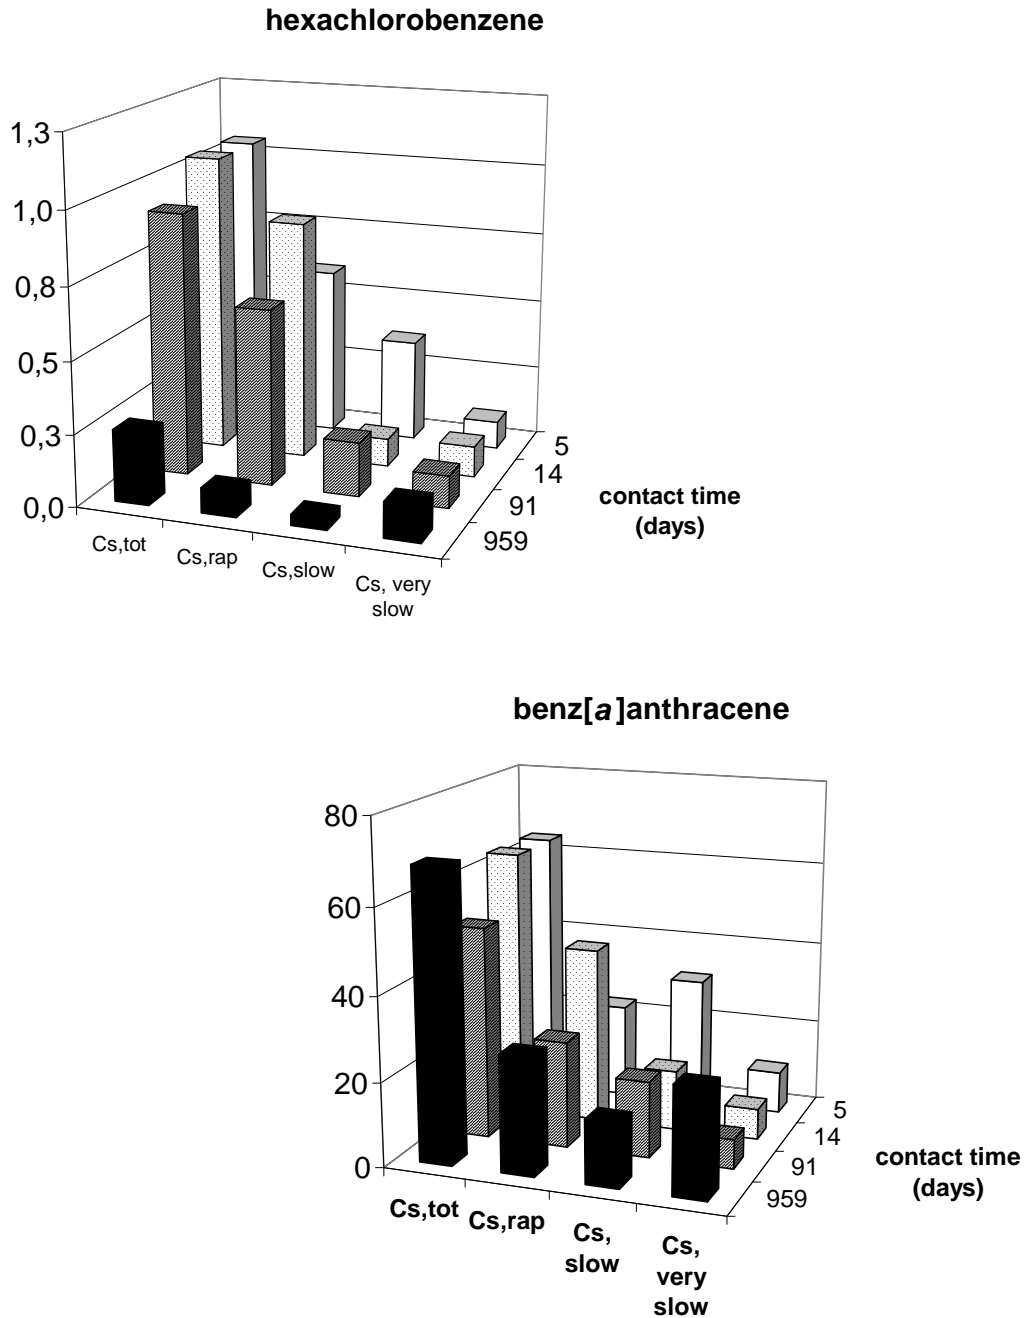 hexachlorobenzene
1,3
1,0
0,8
0,5
0,3
0,0
Cs,tot
Cs,rap
Cs,slow
Cs, very
slow
5
14
91
959
contact time
(days)
benz[a]anthracene
80
60
40
20
0
Cs,tot
Cs,rap
Cs,
slow
Cs,
very
slow
5
14
91
959
contact time
(days)